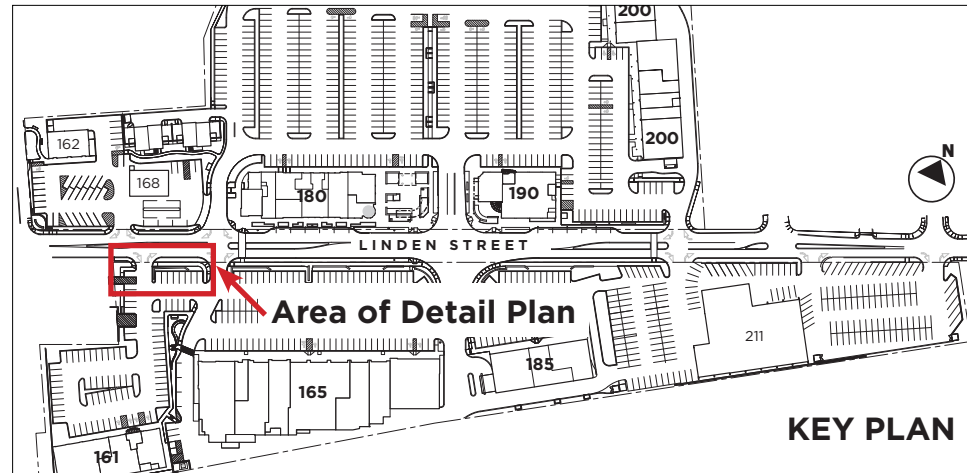 200
N
162
200
168
180
190
LINDEN STREET
Area of Detail Plan
211
185
165
KEY PLAN
161